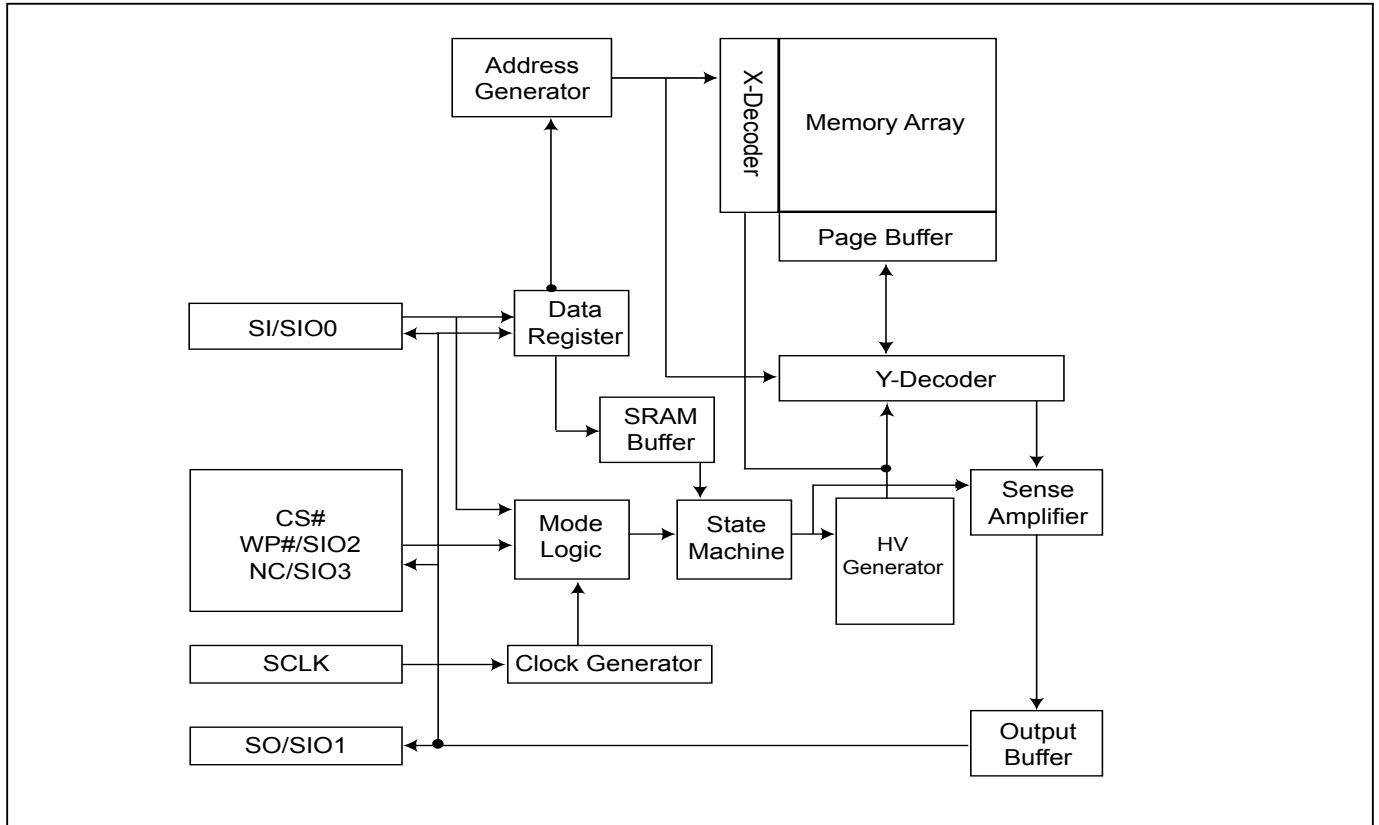 Address
Generator
X-Decoder
Memory Array
Page Buffer
SI/SIO0
Data
Register
Y-Decoder
SRAM
Buffer
CS#
WP#/SIO2
NC/SIO3
Mode
Logic
State
Machine
HV
Generator
Sense
Amplifier
SCLK
Clock Generator
SO/SIO1
Output
Buffer